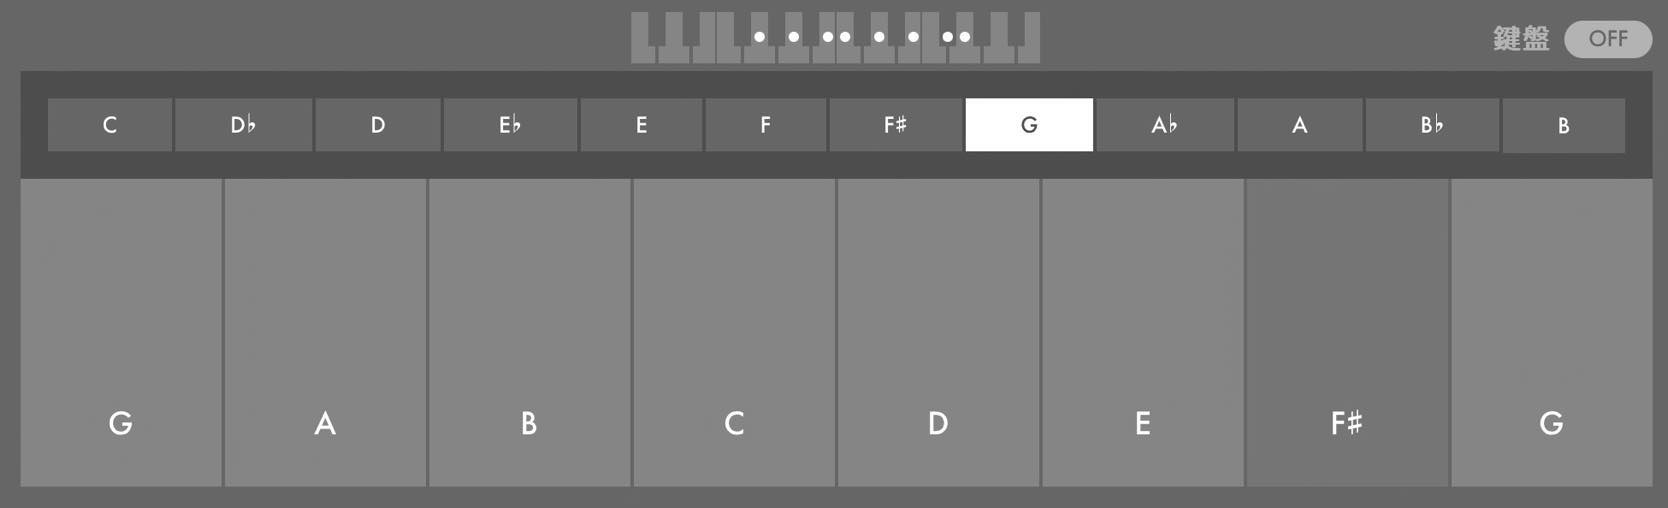 鍵盤 OFF
C D♭ D E♭ E F F♯ G A♭ A B♭ B
G A B C D E F♯ G